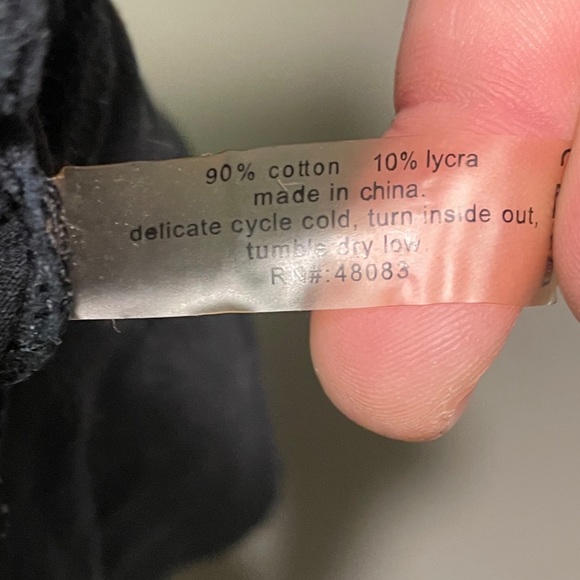 90% cotton 10% lycra
made in china.
delicate cycle cold, turn inside out,
tumble dry low.
RN#:48083